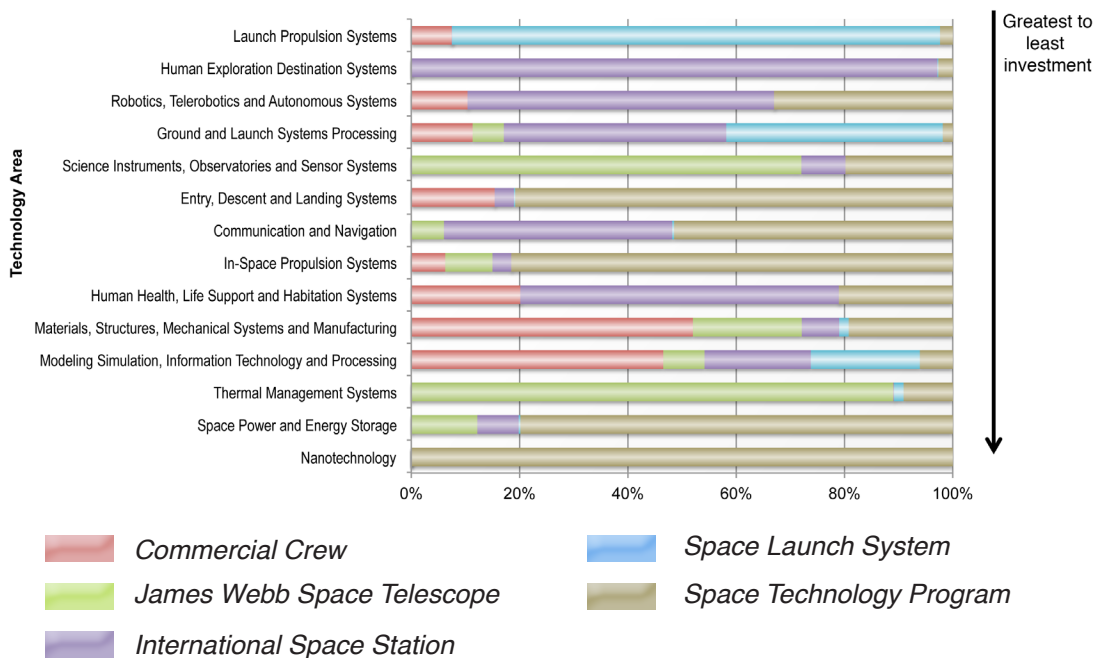 Greatest to
least
investment
Technology Area
Launch Propulsion Systems
Human Exploration Destination Systems
Robotics, Telerobotics and Autonomous Systems
Ground and Launch Systems Processing
Science Instruments, Observatories and Sensor Systems
Entry, Descent and Landing Systems
Communication and Navigation
In-Space Propulsion Systems
Human Health, Life Support and Habitation Systems
Materials, Structures, Mechanical Systems and Manufacturing
Modeling Simulation, Information Technology and Processing
Thermal Management Systems
Space Power and Energy Storage
Nanotechnology
0% 20% 40% 60% 80% 100%
Commercial Crew
James Webb Space Telescope
International Space Station
Space Launch System
Space Technology Program